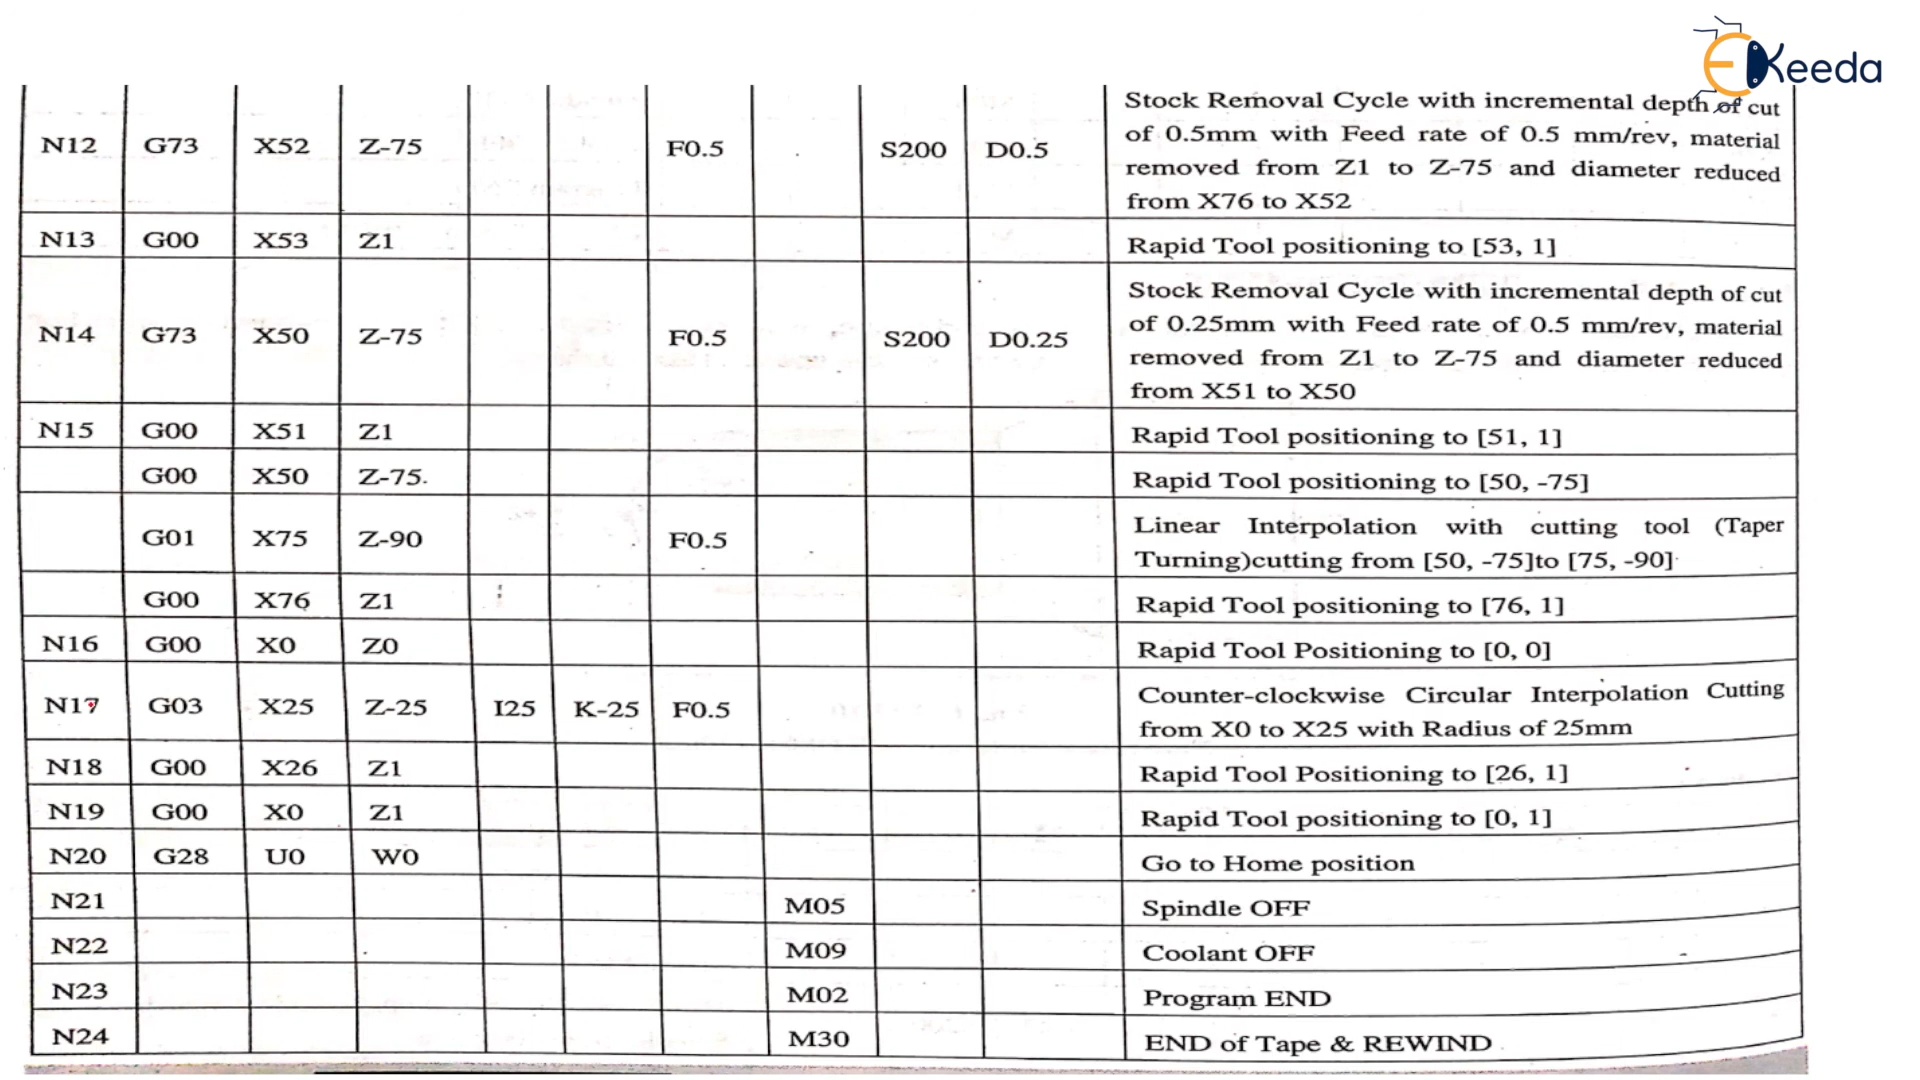 EKeeda
Stock Removal Cycle with incremental depth of cut
N12 G73 X52 Z-75 F0.5 S200 D0.5 of 0.5mm with Feed rate of 0.5 mm/rev, material
removed from Z1 to Z-75 and diameter reduced
from X76 to X52
N13 G00 X53 Z1 Rapid Tool positioning to [53, 1]
Stock Removal Cycle with incremental depth of cut
N14 G73 X50 Z-75 F0.5 S200 D0.25 of 0.25mm with Feed rate of 0.5 mm/rev, material
removed from Z1 to Z-75 and diameter reduced
from X51 to X50
N15 G00 X51 Z1 Rapid Tool positioning to [51, 1]
G00 X50 Z-75. Rapid Tool positioning to [50, -75]
G01 X75 Z-90 F0.5 Linear Interpolation with cutting tool (Taper
Turning)cutting from [50, -75]to [75, -90]
G00 X76 Z1 Rapid Tool positioning to [76, 1]
N16 G00 X0 Z0 Rapid Tool Positioning to [0, 0]
N17 G03 X25 Z-25 I25 K-25 F0.5 Counter-clockwise Circular Interpolation Cutting
from X0 to X25 with Radius of 25mm
N18 G00 X26 Z1 Rapid Tool Positioning to [26, 1]
N19 G00 X0 Z1 Rapid Tool positioning to [0, 1]
N20 G28 U0 W0 Go to Home position
N21 M05 Spindle OFF
N22 M09 Coolant OFF
N23 M02 Program END
N24 M30 END of Tape & REWIND